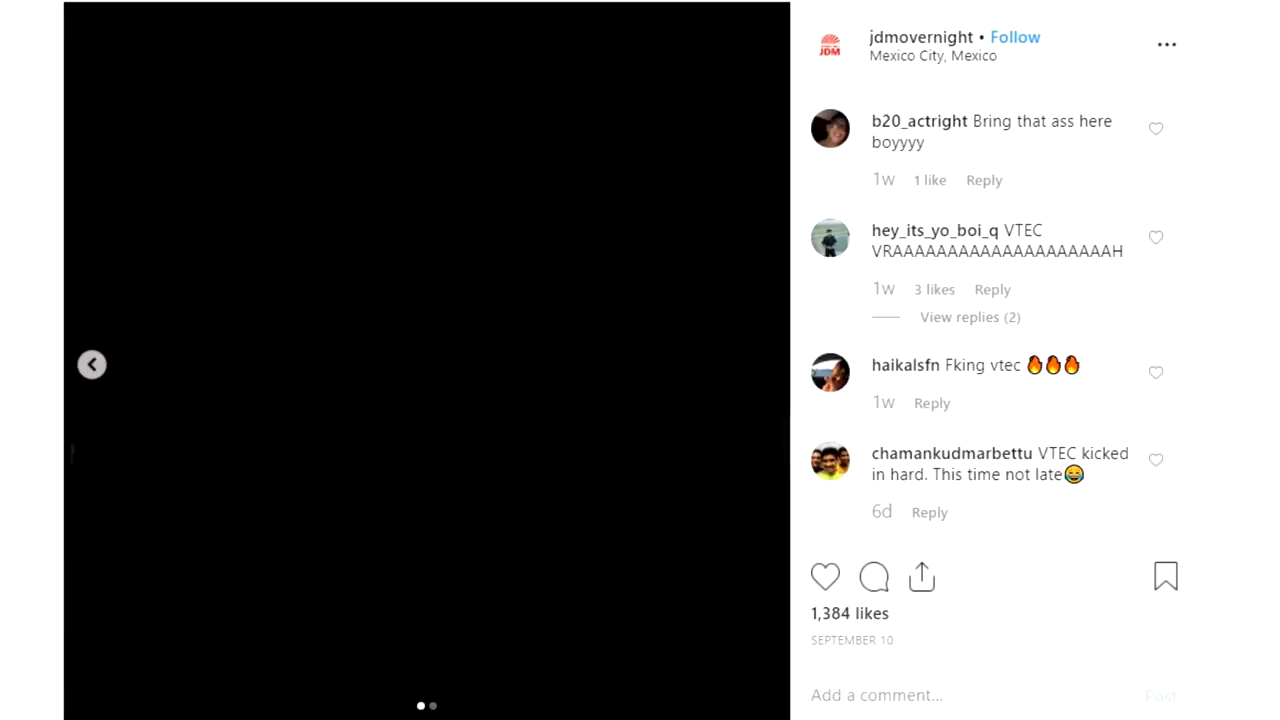 JDM
jdmovernight • Follow
Mexico City, Mexico
b20_actright Bring that ass here
boyyyy
1w 1 like Reply
hey_its_yo_boi_q VTEC
VRAAAAAAAAAAAAAAAAAAAAH
1w 3 likes Reply
View replies (2)
haikalsfn Fking vtec 🔥🔥🔥
1w Reply
chamankudmarbettu VTEC kicked
in hard. This time not late😂
6d Reply
1,384 likes
SEPTEMBER 10
Add a comment... Post